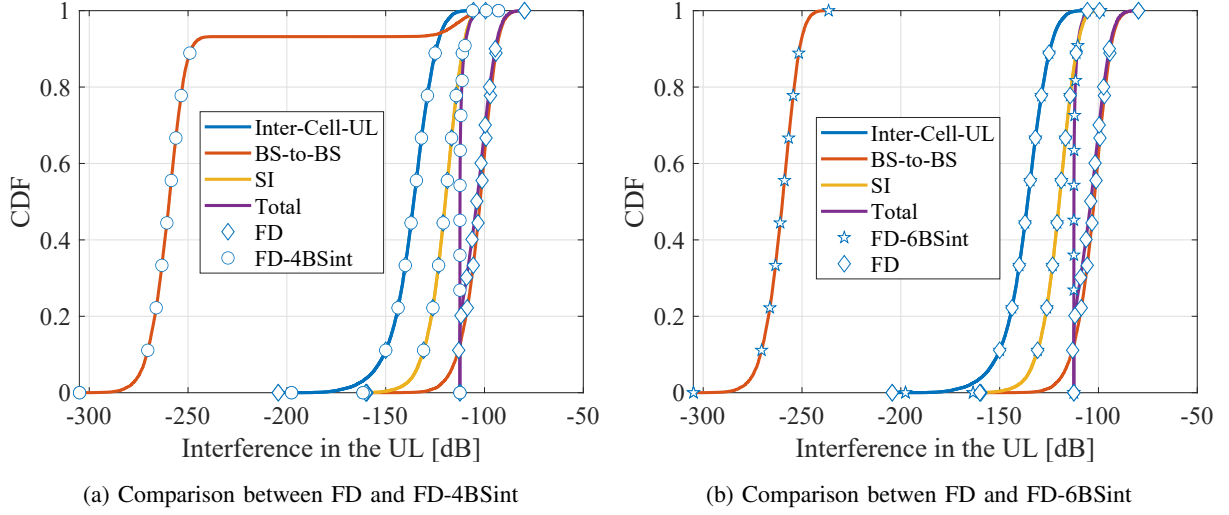 1
0.8
0.6
0.4
0.2
0
CDF
Inter-Cell-UL
BS-to-BS
SI
Total
FD
FD-4BSint
-300
-250
-200
-150
-100
-50
Interference in the UL [dB]
(a) Comparison between FD and FD-4BSint
1
0.8
0.6
0.4
0.2
0
CDF
Inter-Cell-UL
BS-to-BS
SI
Total
FD-6BSint
FD
-300
-250
-200
-150
-100
-50
Interference in the UL [dB]
(b) Comparison betwen FD and FD-6BSint